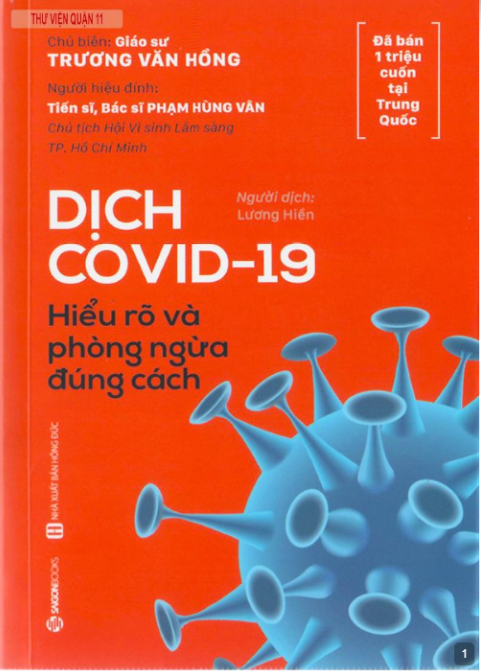 THƯ VIỆN QUẬN 11
Chủ biên: Giáo sư
TRƯƠNG VĂN HỒNG
Người hiệu đính:
Tiến sĩ, Bác sĩ PHẠM HÙNG VÂN
Chủ tịch Hội Vi sinh Lâm sàng
TP. Hồ Chí Minh
Đã bán
1 triệu
cuốn
tại
Trung
Quốc
Người dịch:
Lương Hiền
DỊCH
COVID-19
Hiểu rõ và
phòng ngừa
đúng cách
NHÀ XUẤT BẢN HỒNG ĐỨC
SAIGONBOOKS
1